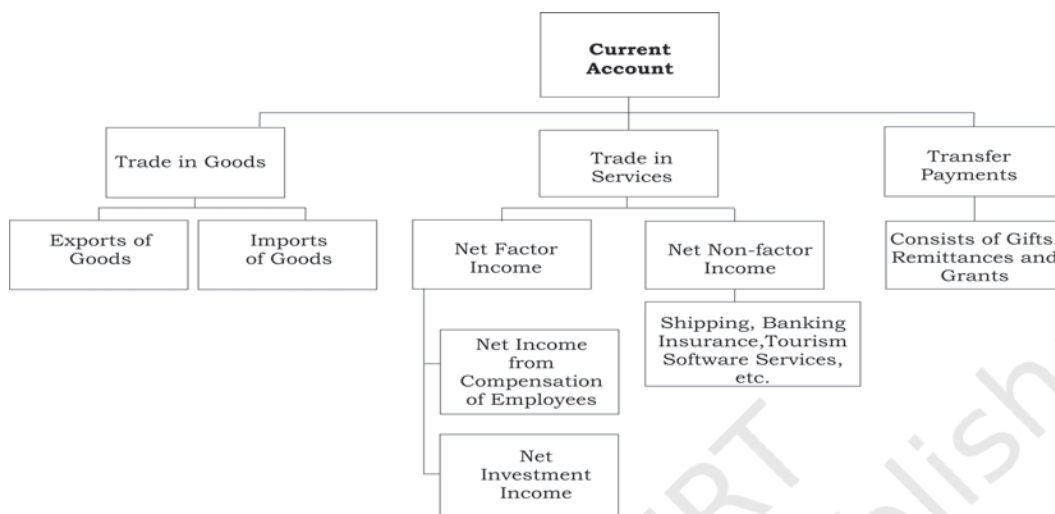 Current
Account
Trade in Goods
Trade in
Services
Transfer
Payments
Exports of
Goods
Imports
of Goods
Net Factor
Income
Net Non-factor
Income
Consists of Gifts,
Remittances and
Grants
Shipping, Banking
Insurance,Tourism
Software Services,
etc.
Net Income
from
Compensation
of Employees
Net
Investment
Income